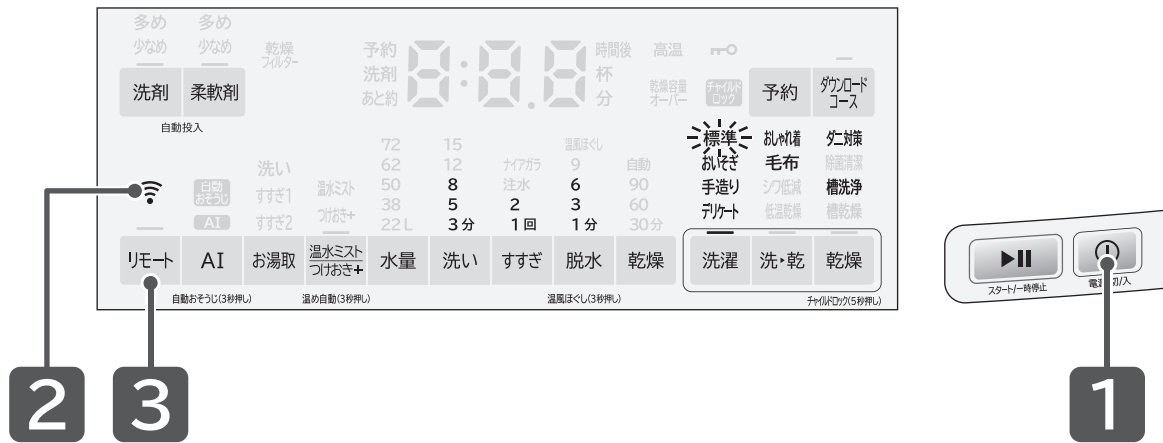 多め 多め
少なめ 少なめ 乾燥フィルター 予約 洗剤 あと約 8:8.8 時間後 杯 分 高温 乾燥容量オーバー チャイルドロック
洗剤 柔軟剤 予約 ダウンロードコース
自動投入
72 15 温風ほぐし 標準 おしゃれ着 ダニ対策
洗い 62 12 ナイアガラ 9 自動 おいそぎ 毛布 除菌清潔
自動おそうじ すすぎ1 温水ミスト 50 8 注水 6 90 手造り シワ低減 槽洗浄
38 5 2 3 60
AI すすぎ2 つけおき+ 22L 3分 1回 1分 30分 デリケート 低温乾燥 槽乾燥
リモート AI お湯取 温水ミスト つけおき+ 水量 洗い すすぎ 脱水 乾燥 洗濯 洗・乾 乾燥
自動おそうじ(3秒押し) 温め自動(3秒押し) 温風ほぐし(3秒押し) チャイルドロック(5秒押し)
スタート/一時停止 電源 切/入
2 3 1